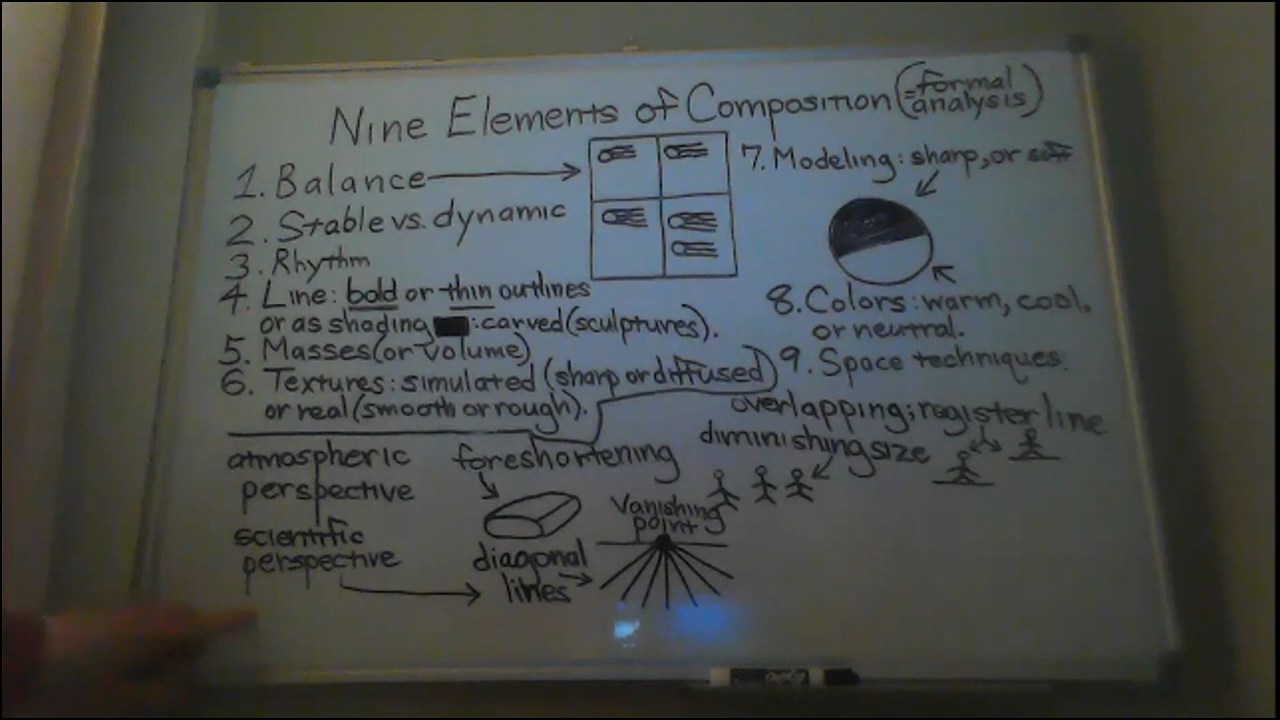 Nine Elements of Composition (=formal analysis)
1. Balance
2. Stable vs. dynamic
3. Rhythm
4. Line: bold or thin outlines
or as shading : carved (sculptures).
5. Masses (or volume)
6. Textures: simulated (sharp or diffused)
or real (smooth or rough).
7. Modeling: sharp, or soft
8. Colors: warm, cool,
or neutral.
9. Space techniques:
overlapping; register line
diminishing size
atmospheric
perspective
scientific
perspective
foreshortening
diagonal
lines
Vanishing
point